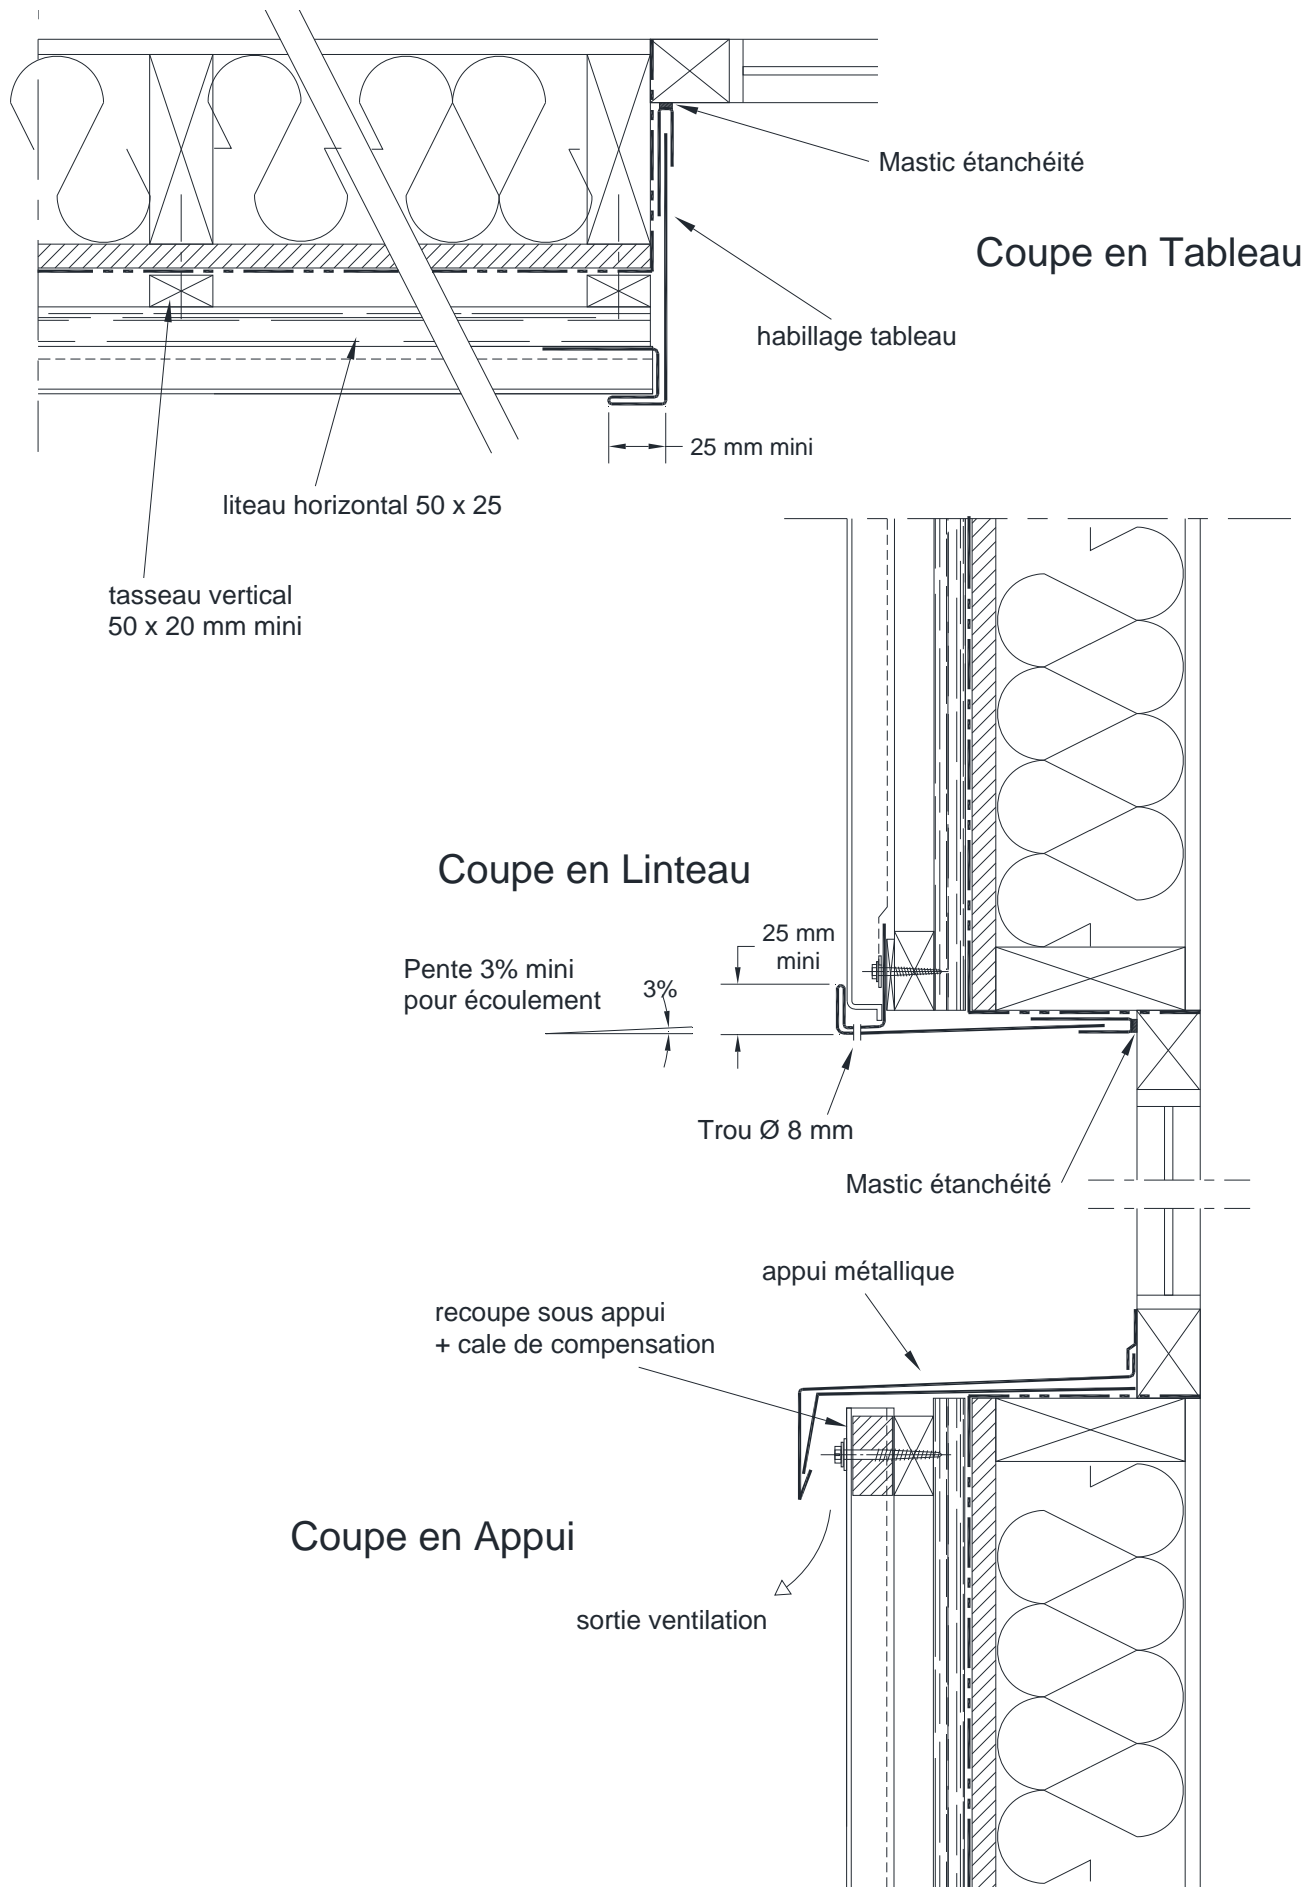 Mastic étanchéité
Coupe en Tableau
habillage tableau
25 mm mini
liteau horizontal 50 x 25
tasseau vertical
50 x 20 mm mini
Coupe en Linteau
25 mm
mini
Pente 3% mini
pour écoulement
3%
Trou Ø 8 mm
Mastic étanchéité
appui métallique
recoupe sous appui
+ cale de compensation
Coupe en Appui
sortie ventilation